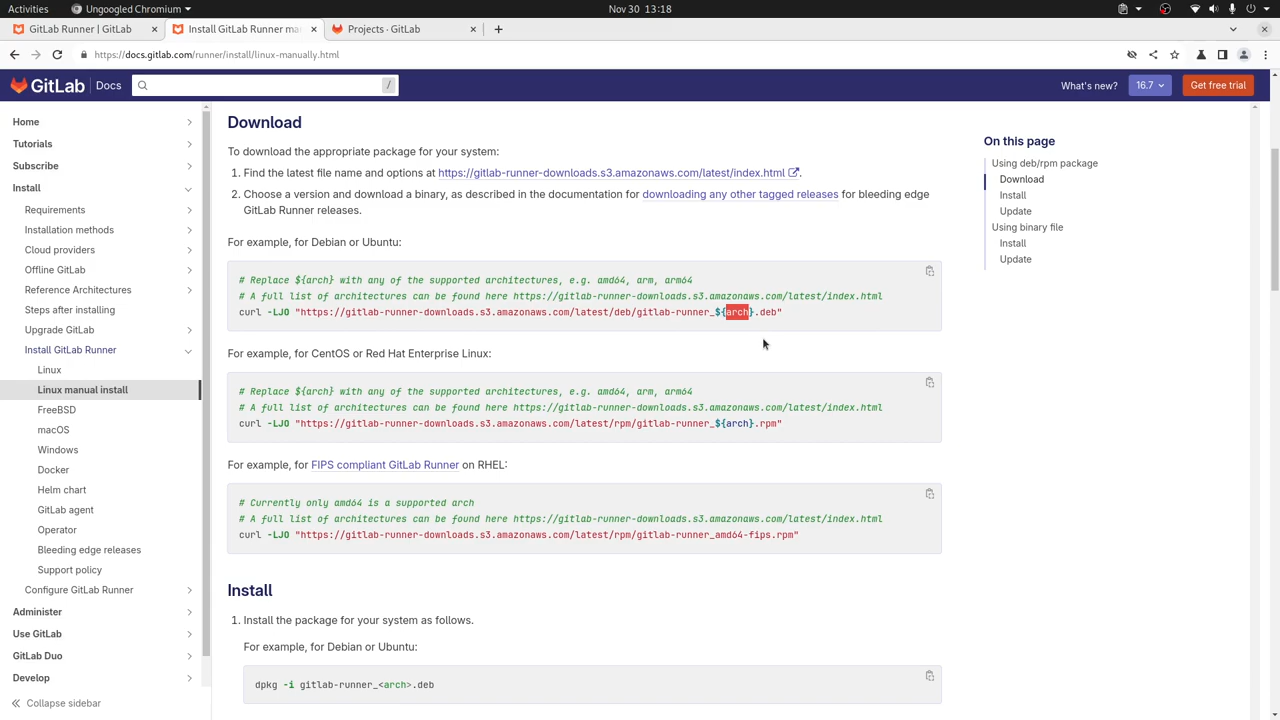 Activities
Ungoogled Chromium
Nov 30 13:18
GitLab Runner | GitLab
Install GitLab Runner ma
Projects · GitLab
https://docs.gitlab.com/runner/install/linux-manually.html
GitLab Docs
/
What's new?
16.7
Get free trial
Home
Tutorials
Subscribe
Install
Requirements
Installation methods
Cloud providers
Offline GitLab
Reference Architectures
Steps after installing
Upgrade GitLab
Install GitLab Runner
Linux
Linux manual install
FreeBSD
macOS
Windows
Docker
Helm chart
GitLab agent
Operator
Bleeding edge releases
Support policy
Configure GitLab Runner
Administer
Use GitLab
GitLab Duo
Develop
Collapse sidebar
Download
To download the appropriate package for your system:
1. Find the latest file name and options at https://gitlab-runner-downloads.s3.amazonaws.com/latest/index.html .
2. Choose a version and download a binary, as described in the documentation for downloading any other tagged releases for bleeding edge
GitLab Runner releases.
For example, for Debian or Ubuntu:
# Replace ${arch} with any of the supported architectures, e.g. amd64, arm, arm64
# A full list of architectures can be found here https://gitlab-runner-downloads.s3.amazonaws.com/latest/index.html
curl -LJO "https://gitlab-runner-downloads.s3.amazonaws.com/latest/deb/gitlab-runner_${arch}.deb"
For example, for CentOS or Red Hat Enterprise Linux:
# Replace ${arch} with any of the supported architectures, e.g. amd64, arm, arm64
# A full list of architectures can be found here https://gitlab-runner-downloads.s3.amazonaws.com/latest/index.html
curl -LJO "https://gitlab-runner-downloads.s3.amazonaws.com/latest/rpm/gitlab-runner_${arch}.rpm"
For example, for FIPS compliant GitLab Runner on RHEL:
# Currently only amd64 is a supported arch
# A full list of architectures can be found here https://gitlab-runner-downloads.s3.amazonaws.com/latest/index.html
curl -LJO "https://gitlab-runner-downloads.s3.amazonaws.com/latest/rpm/gitlab-runner_amd64-fips.rpm"
Install
1. Install the package for your system as follows.
For example, for Debian or Ubuntu:
dpkg -i gitlab-runner_<arch>.deb
On this page
Using deb/rpm package
Download
Install
Update
Using binary file
Install
Update